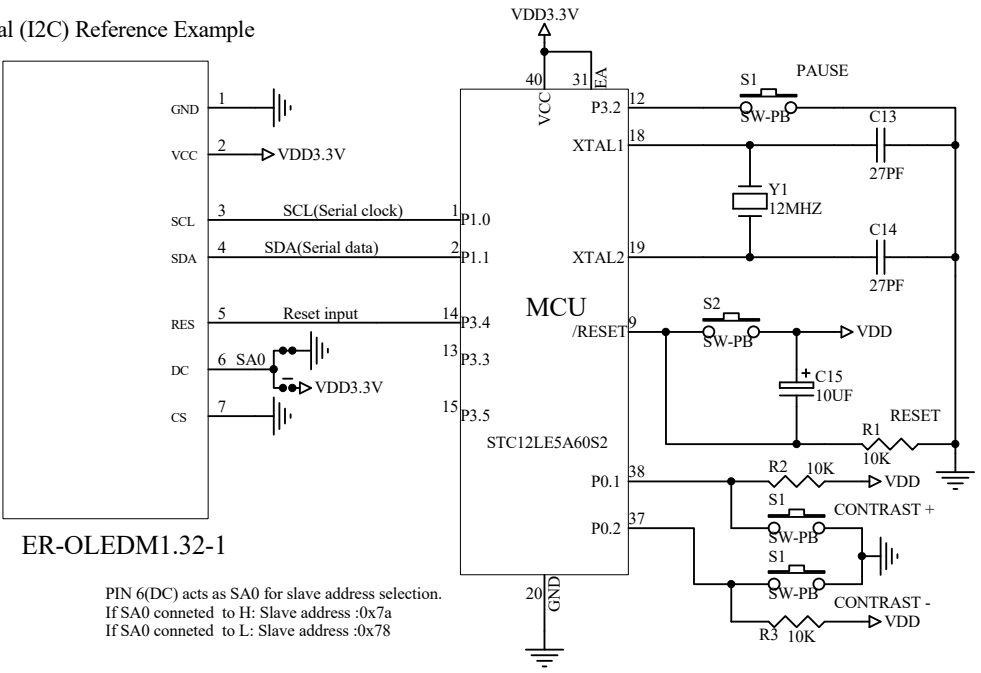 al (I2C) Reference Example
VDD3.3V
40
31
VCC
EA
GND
1
VCC
2
VDD3.3V
SCL
3
SCL(Serial clock)
1
P1.0
SDA
4
SDA(Serial data)
2
P1.1
RES
5
Reset input
14
P3.4
13
P3.3
DC
6
SA0
VDD3.3V
CS
7
15
P3.5
ER-OLEDM1.32-1
MCU
STC12LE5A60S2
P3.2
12
S1
PAUSE
SW-PB
XTAL1
18
C13
27PF
Y1
12MHZ
XTAL2
19
C14
27PF
/RESET
9
S2
SW-PB
VDD
+
C15
10UF
RESET
R1
10K
P0.1
38
R2
10K
VDD
S1
CONTRAST +
SW-PB
P0.2
37
S1
SW-PB
CONTRAST -
R3
10K
VDD
20
GND
PIN 6(DC) acts as SA0 for slave address selection.
If SA0 conneted to H: Slave address :0x7a
If SA0 conneted to L: Slave address :0x78